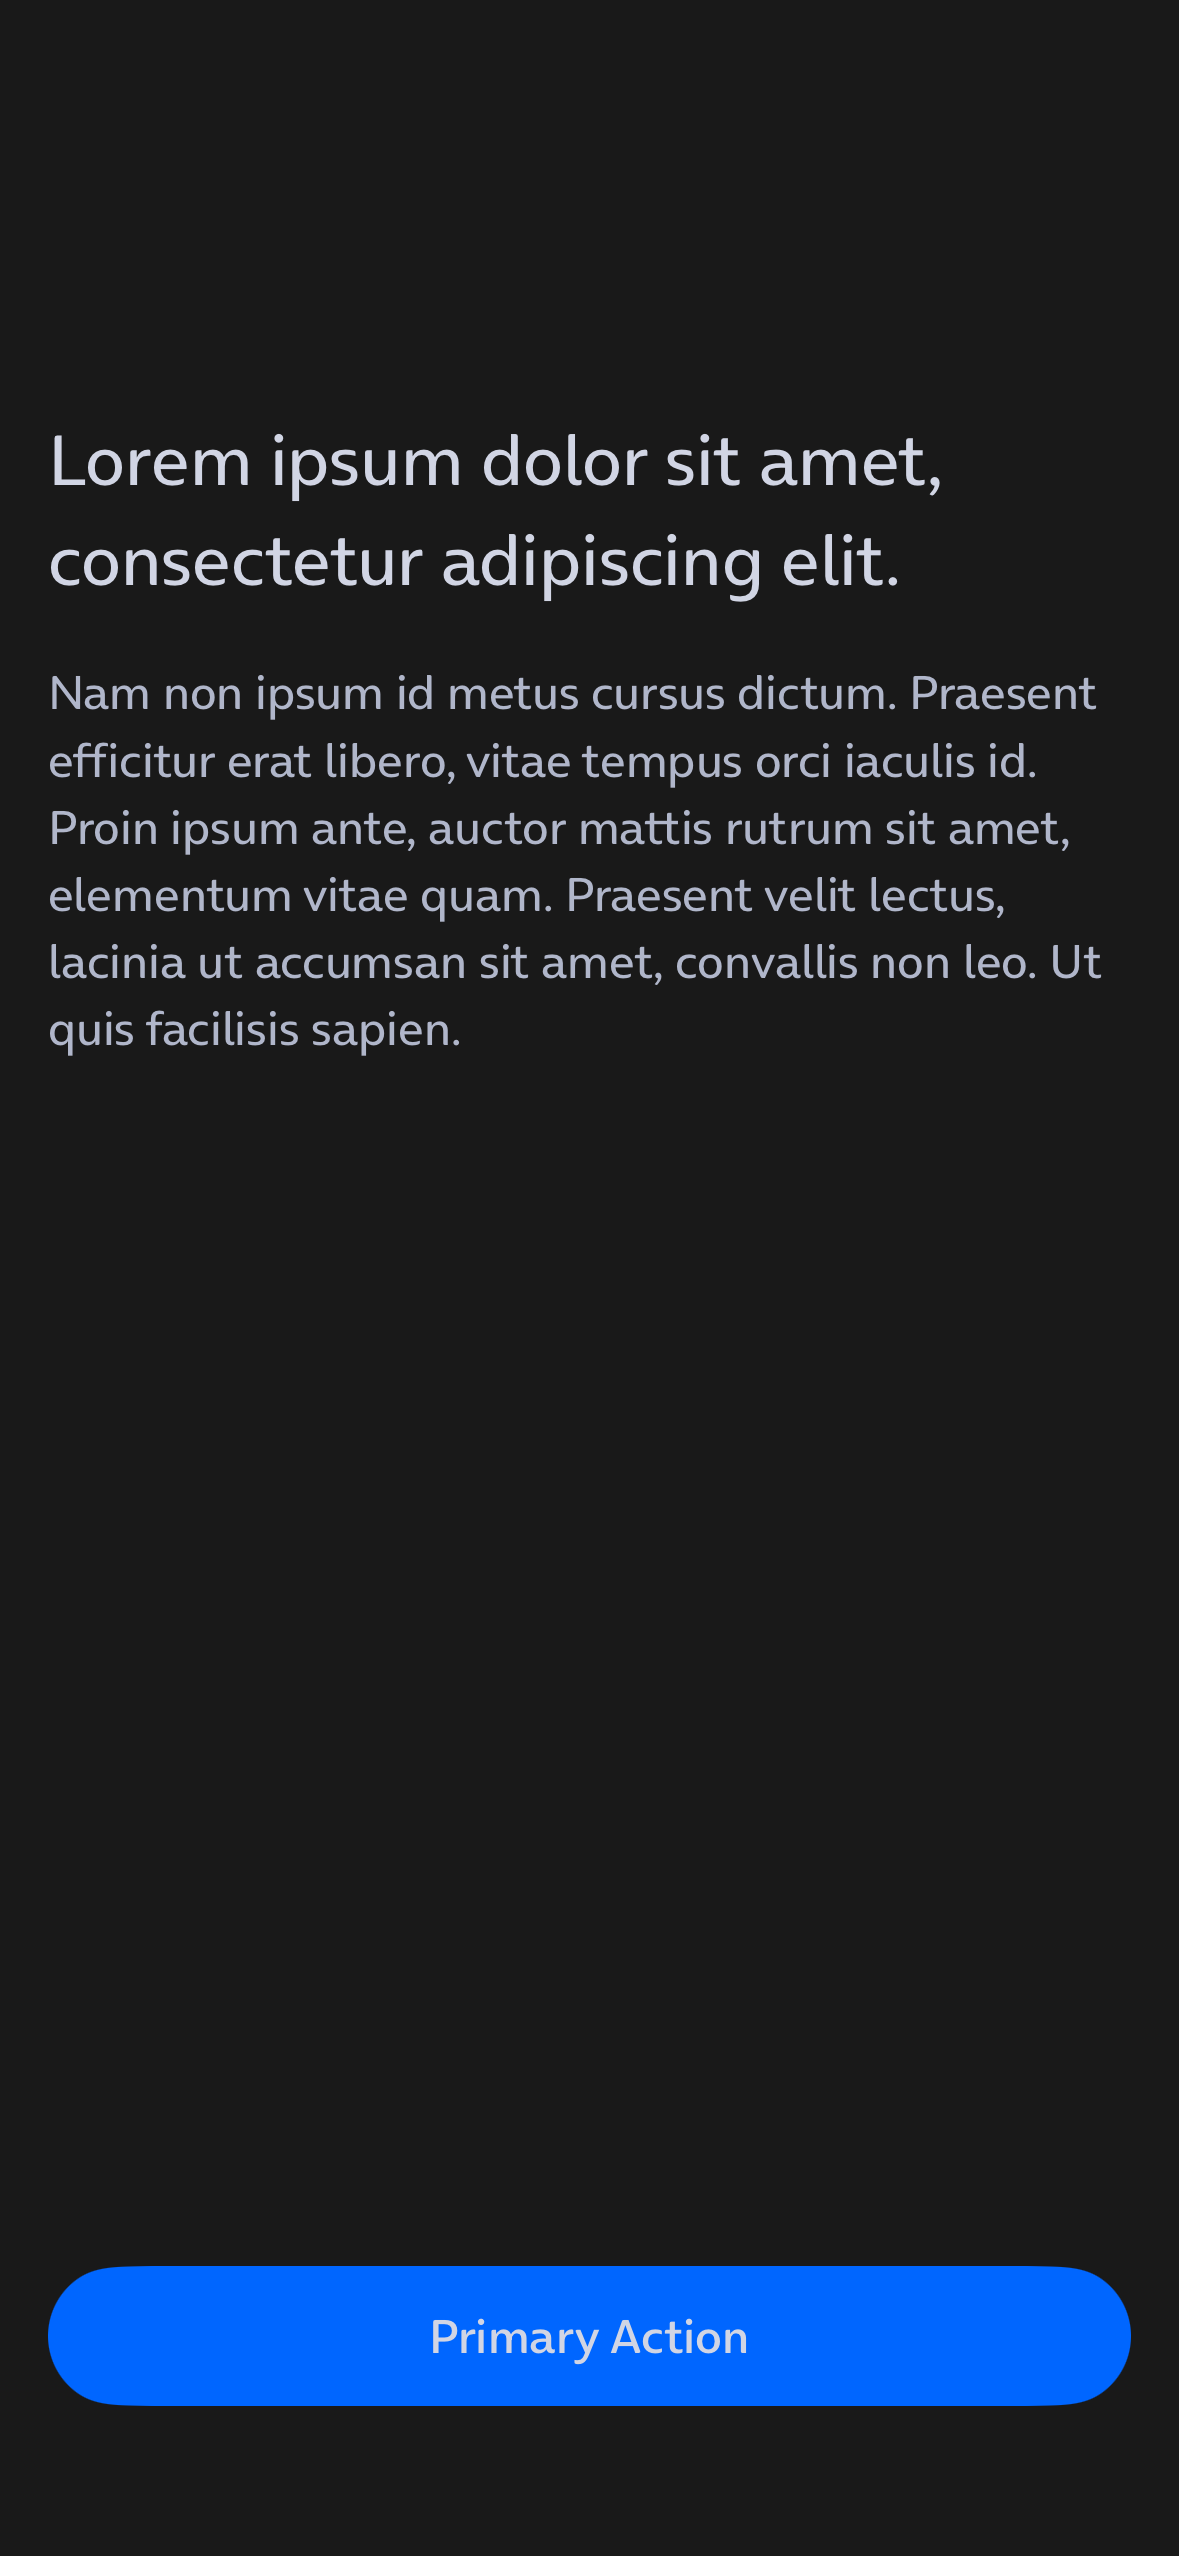 Lorem ipsum dolor sit amet,
consectetur adipiscing elit.
Nam non ipsum id metus cursus dictum. Praesent
efficitur erat libero, vitae tempus orci iaculis id.
Proin ipsum ante, auctor mattis rutrum sit amet,
elementum vitae quam. Praesent velit lectus,
lacinia ut accumsan sit amet, convallis non leo. Ut
quis facilisis sapien.
Primary Action